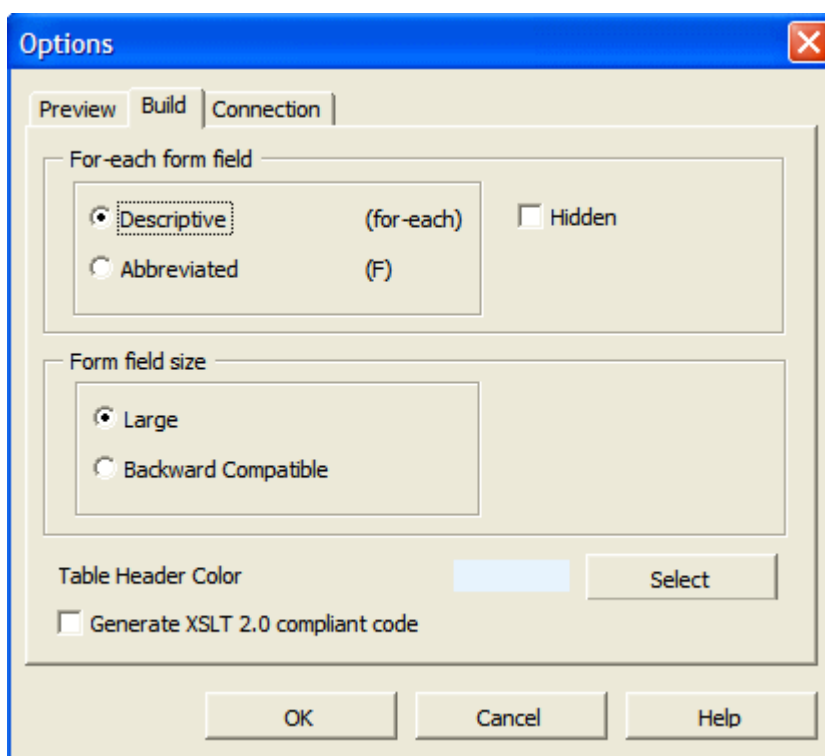 Options
Preview Build Connection
For-each form field
Descriptive (for-each) Hidden
Abbreviated (F)
Form field size
Large
Backward Compatible
Table Header Color Select
Generate XSLT 2.0 compliant code
OK Cancel Help